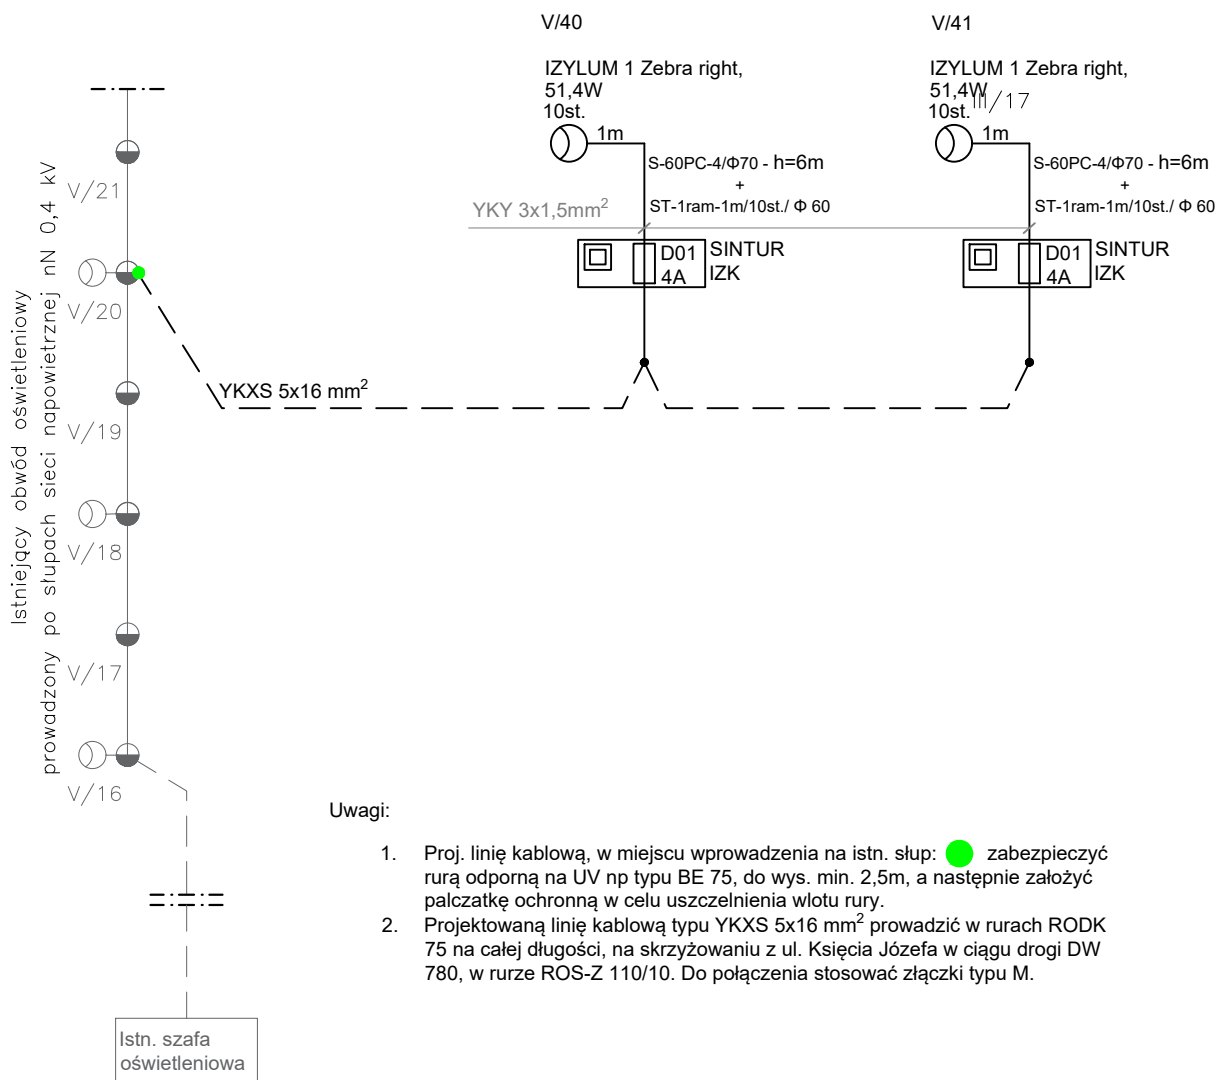 V/40
V/41
IZYLUM 1 Zebra right,
51,4W
10st.
1m
IZYLUM 1 Zebra right,
51,4W
10st.
III/17
1m
S-60PC-4/Φ70 - h=6m
+
ST-1ram-1m/10st./ Φ 60
S-60PC-4/Φ70 - h=6m
+
ST-1ram-1m/10st./ Φ 60
YKY 3x1,5mm²
D01
4A
SINTUR
IZK
D01
4A
SINTUR
IZK
YKXS 5x16 mm²
Istniejący obwód oświetleniowy
prowadzony po słupach sieci napowietrznej nN 0,4 kV
V/21
V/20
V/19
V/18
V/17
V/16
Istn. szafa
oświetleniowa
Uwagi:
1. Proj. linię kablową, w miejscu wprowadzenia na istn. słup: zabezpieczyć
rurą odporną na UV np typu BE 75, do wys. min. 2,5m, a następnie założyć
palczatkę ochronną w celu uszczelnienia wlotu rury.
2. Projektowaną linię kablową typu YKXS 5x16 mm² prowadzić w rurach RODK
75 na całej długości, na skrzyżowaniu z ul. Księcia Józefa w ciągu drogi DW
780, w rurze ROS-Z 110/10. Do połączenia stosować złączki typu M.